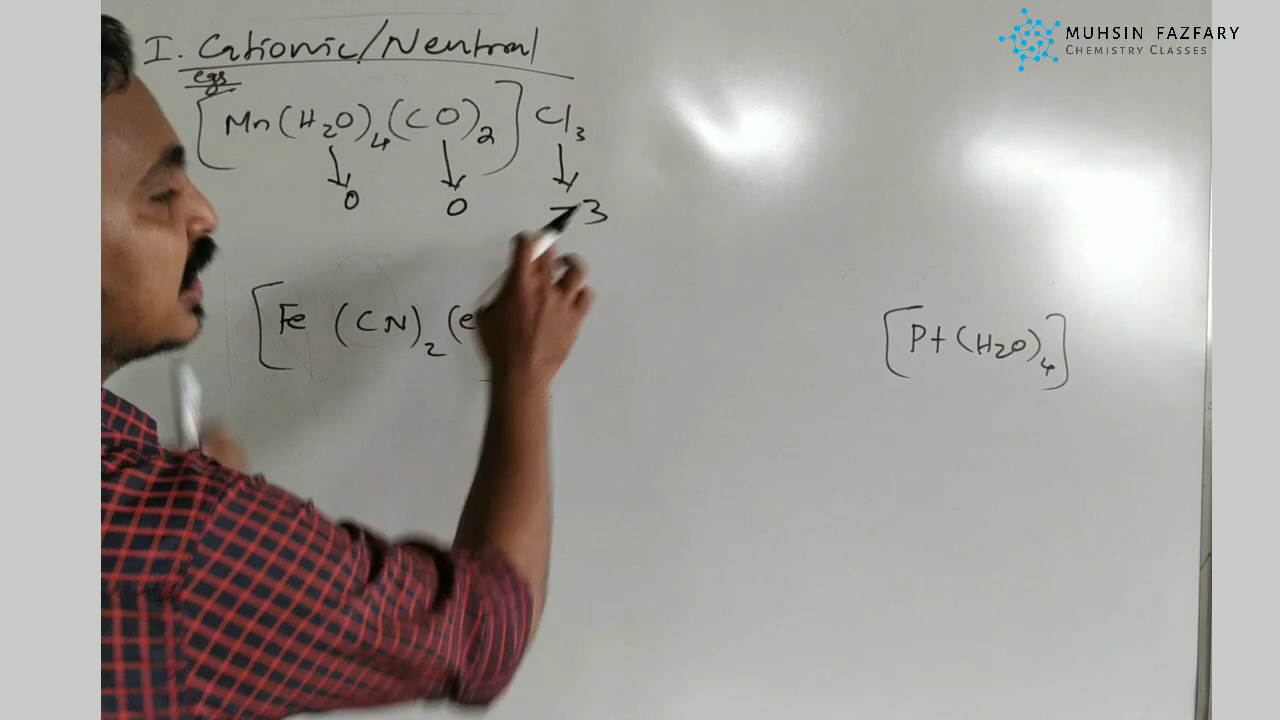 MUHSIN FAZFARY
CHEMISTRY CLASSES
I. Cationic/Neutral
egs
[Mn(H₂O)₄(CO)₂]Cl₃
↓ ↓ ↓
0 0 -3
[Fe (CN)₂(e
[Pt(H₂O)₄]